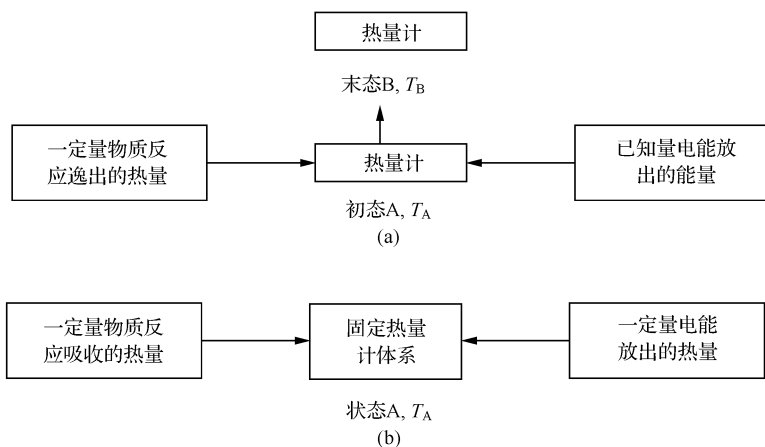 热量计
末态B, T_B
一定量物质反
应逸出的热量
热量计
已知量电能放
出的能量
初态A, T_A
(a)
一定量物质反
应吸收的热量
固定热量
计体系
一定量电能
放出的热量
状态A, T_A
(b)